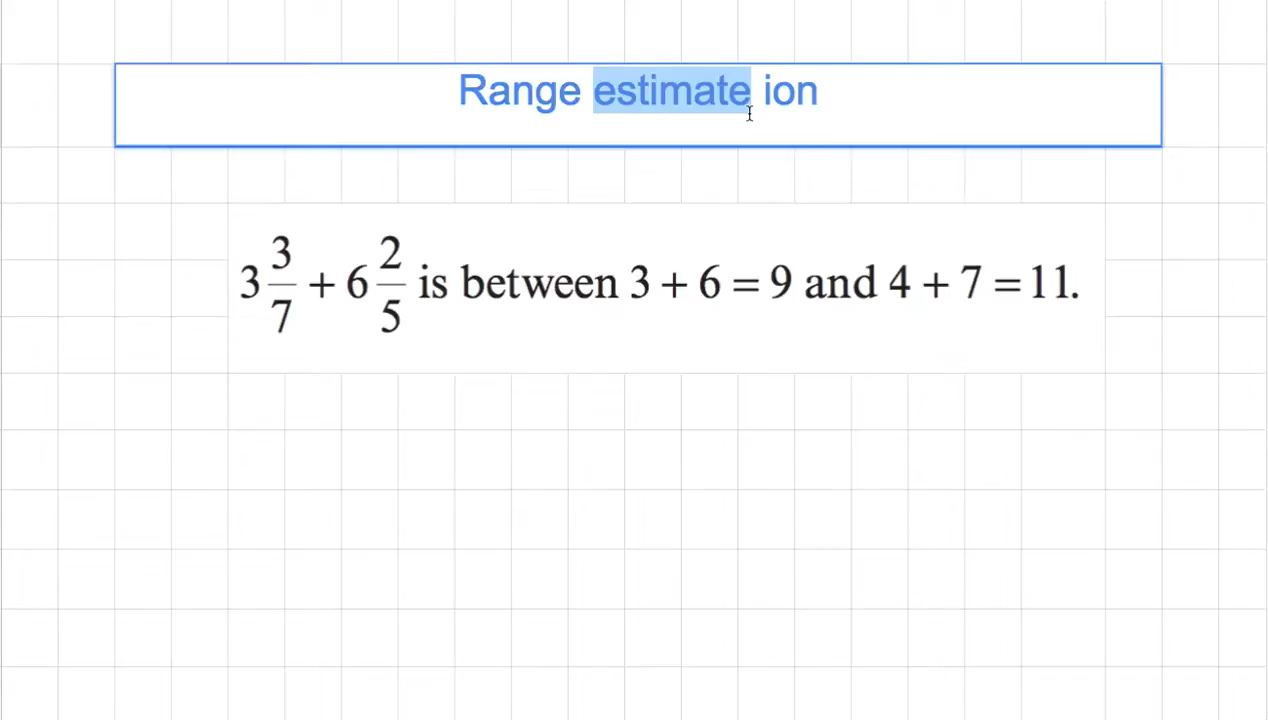 Range estimate ion
3 3/7 + 6 2/5 is between 3 + 6 = 9 and 4 + 7 = 11.